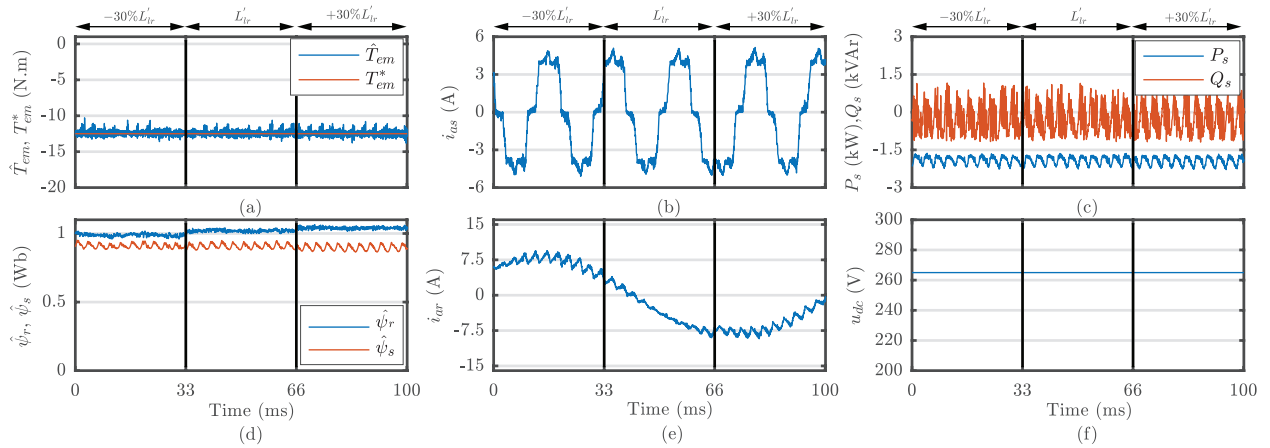 −30%L′lr L′lr +30%L′lr
−30%L′lr L′lr +30%L′lr
−30%L′lr L′lr +30%L′lr
T̂em, T*em (N.m)
0
-5
-10
-15
-20
T̂em
T*em
(a)
ias (A)
6
3
0
-3
-6
(b)
Ps (kW),Qs (kVAr)
3
1.5
0
-1.5
-3
Ps
Qs
(c)
ψ̂r, ψ̂s (Wb)
1
0.5
0
ψ̂r
ψ̂s
0 33 66 100
Time (ms)
(d)
iar (A)
15
7.5
0
-7.5
-15
0 33 66 100
Time (ms)
(e)
udc (V)
300
280
260
240
220
200
0 33 66 100
Time (ms)
(f)